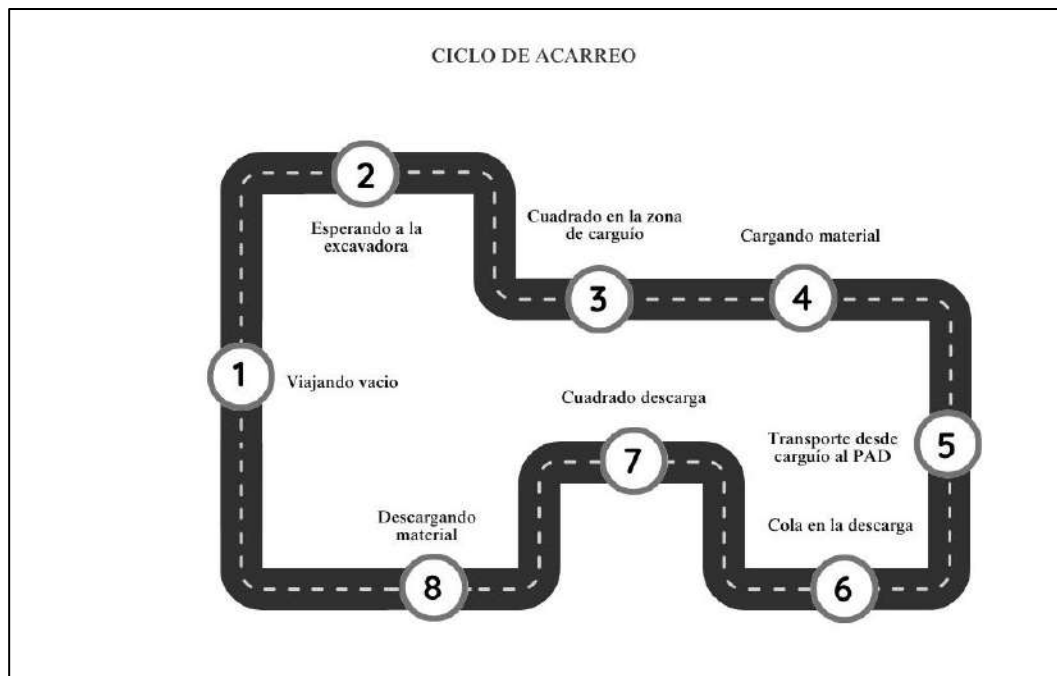 CICLO DE ACARREO
2
Esperando a la
excavadora
Cuadrado en la zona
de carguío
3
Cargando material
4
1
Viajando vacio
Cuadrado descarga
7
Transporte desde
carguío al PAD
5
Descargando
material
8
Cola en la descarga
6